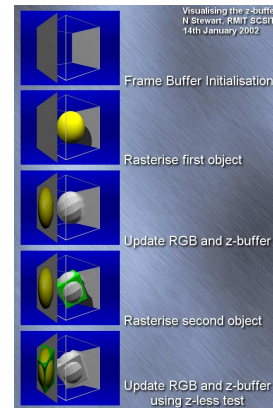 Visualising the z-buffe
N Stewart, RMIT SCSIT
14th January 2002
Frame Buffer Initialisation
Rasterise first object
Update RGB and z-buffer
Rasterise second object
Update RGB and z-buffer
using z-less test